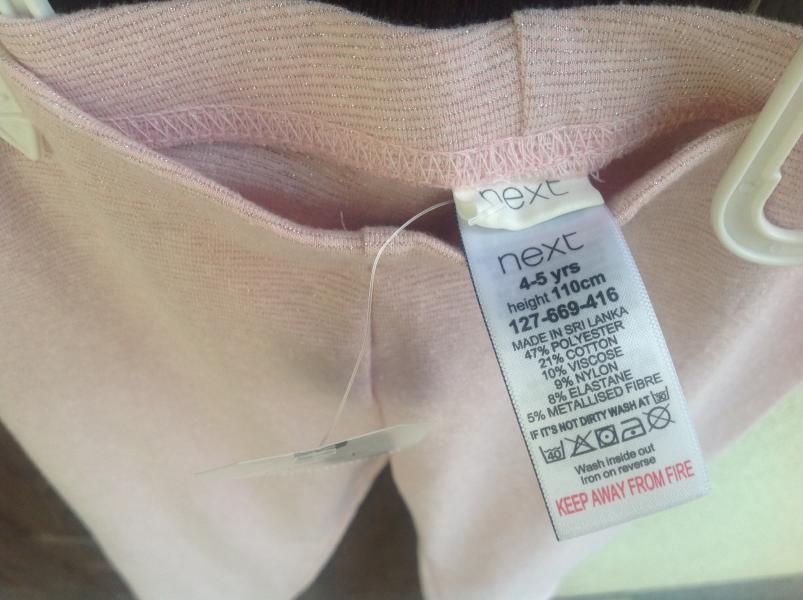 next
next
4-5 yrs
height 110cm
127-669-416
MADE IN SRI LANKA
47% POLYESTER
21% COTTON
10% VISCOSE
9% NYLON
8% ELASTANE
5% METALLISED FIBRE
IF IT'S NOT DIRTY WASH AT 30
40
Wash inside out
Iron on reverse
KEEP AWAY FROM FIRE